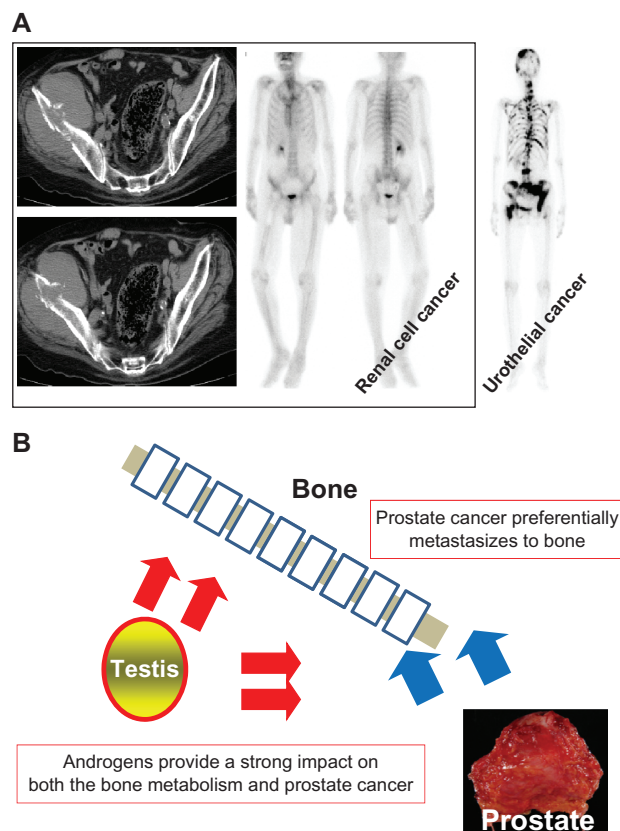 A
Renal cell cancer
Urothelial cancer
B
Bone
Prostate cancer preferentially
metastasizes to bone
Testis
Androgens provide a strong impact on
both the bone metabolism and prostate cancer
Prostate